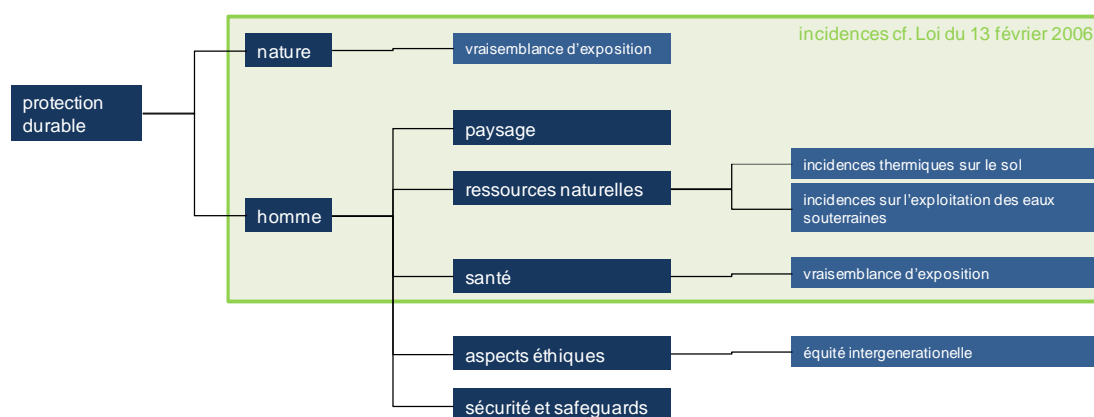 incidences cf. Loi du 13 février 2006
nature
vraisemblance d'exposition
protection
durable
paysage
ressources naturelles
incidences thermiques sur le sol
incidences sur l'exploitation des eaux
souterraines
homme
santé
vraisemblance d'exposition
aspects éthiques
équité intergenerationelle
sécurité et safeguards